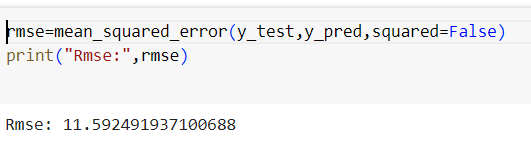 rmse=mean_squared_error(y_test,y_pred,squared=False)
print("Rmse:",rmse)
Rmse: 11.592491937100688